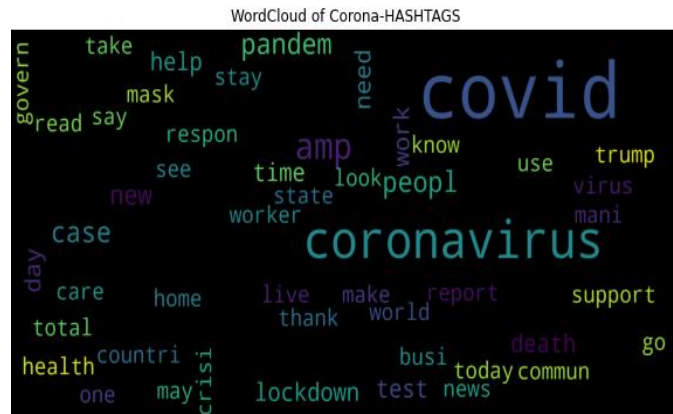 WordCloud of Corona-HASHTAGS
govern
take
help
pandem
stay
need
covid
mask
read
say
respon
amp
work
know
use
trump
see
time
look
peopl
virus
new
state
mani
worker
case
coronavirus
day
care
home
live
make
report
support
thank
world
total
death
go
health
countri
crisi
busi
today
commun
one
may
lockdown
test
news